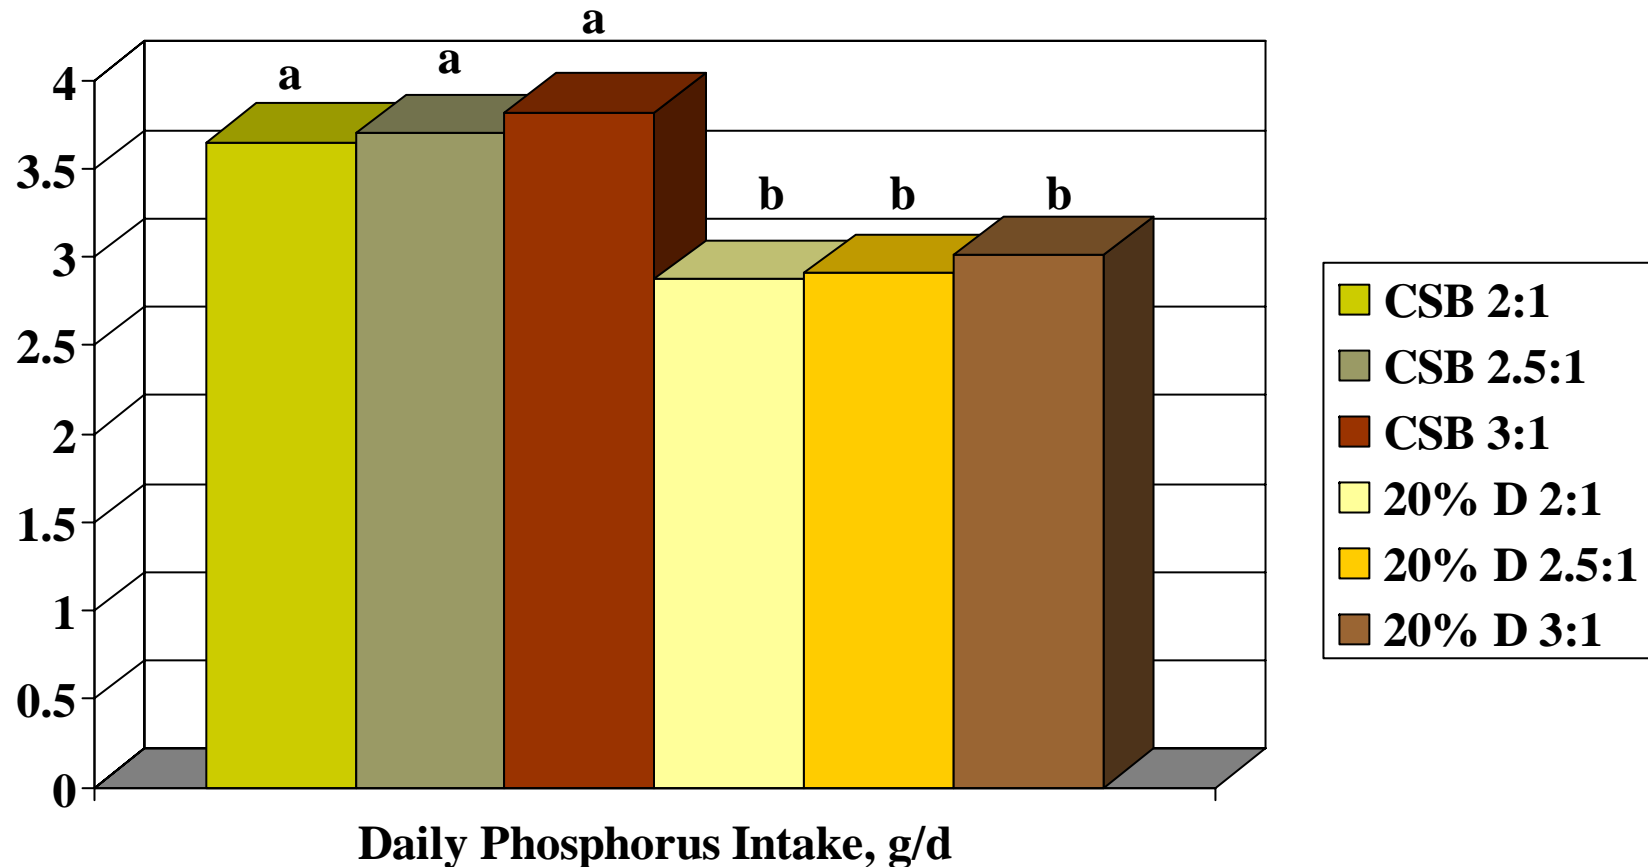 a
a
a
b
b
b
4
3.5
3
2.5
2
1.5
1
0.5
0
Daily Phosphorus Intake, g/d
CSB 2:1
CSB 2.5:1
CSB 3:1
20% D 2:1
20% D 2.5:1
20% D 3:1